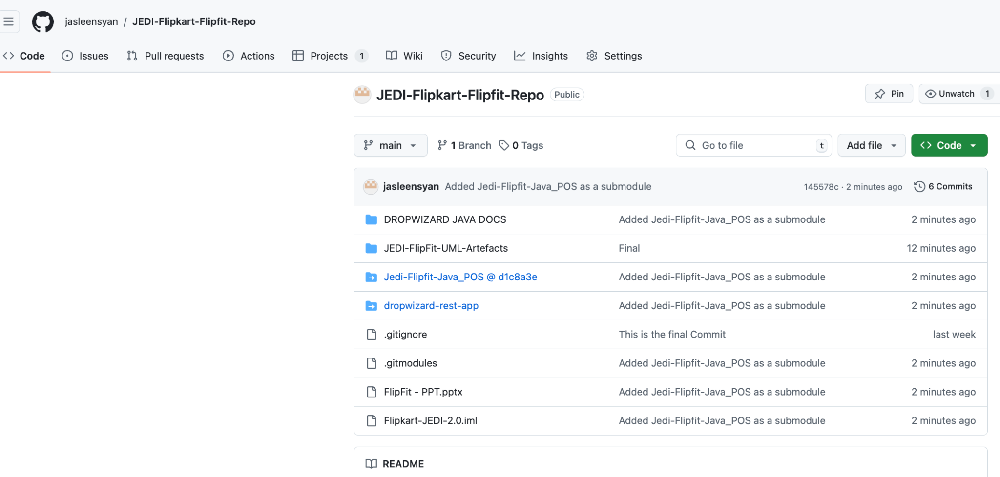 jasleensyan / JEDI-Flipkart-Flipfit-Repo
Code Issues Pull requests Actions Projects 1 Wiki Security Insights Settings
JEDI-Flipkart-Flipfit-Repo Public Pin Unwatch 1
main 1 Branch 0 Tags Go to file t Add file Code
jasleensyan Added Jedi-Flipfit-Java_POS as a submodule 145578c · 2 minutes ago 6 Commits
DROPWIZARD JAVA DOCS Added Jedi-Flipfit-Java_POS as a submodule 2 minutes ago
JEDI-FlipFit-UML-Artefacts Final 12 minutes ago
Jedi-Flipfit-Java_POS @ d1c8a3e Added Jedi-Flipfit-Java_POS as a submodule 2 minutes ago
dropwizard-rest-app Added Jedi-Flipfit-Java_POS as a submodule 2 minutes ago
.gitignore This is the final Commit last week
.gitmodules Added Jedi-Flipfit-Java_POS as a submodule 2 minutes ago
FlipFit - PPT.pptx Added Jedi-Flipfit-Java_POS as a submodule 2 minutes ago
Flipkart-JEDI-2.0.iml Added Jedi-Flipfit-Java_POS as a submodule 2 minutes ago
README